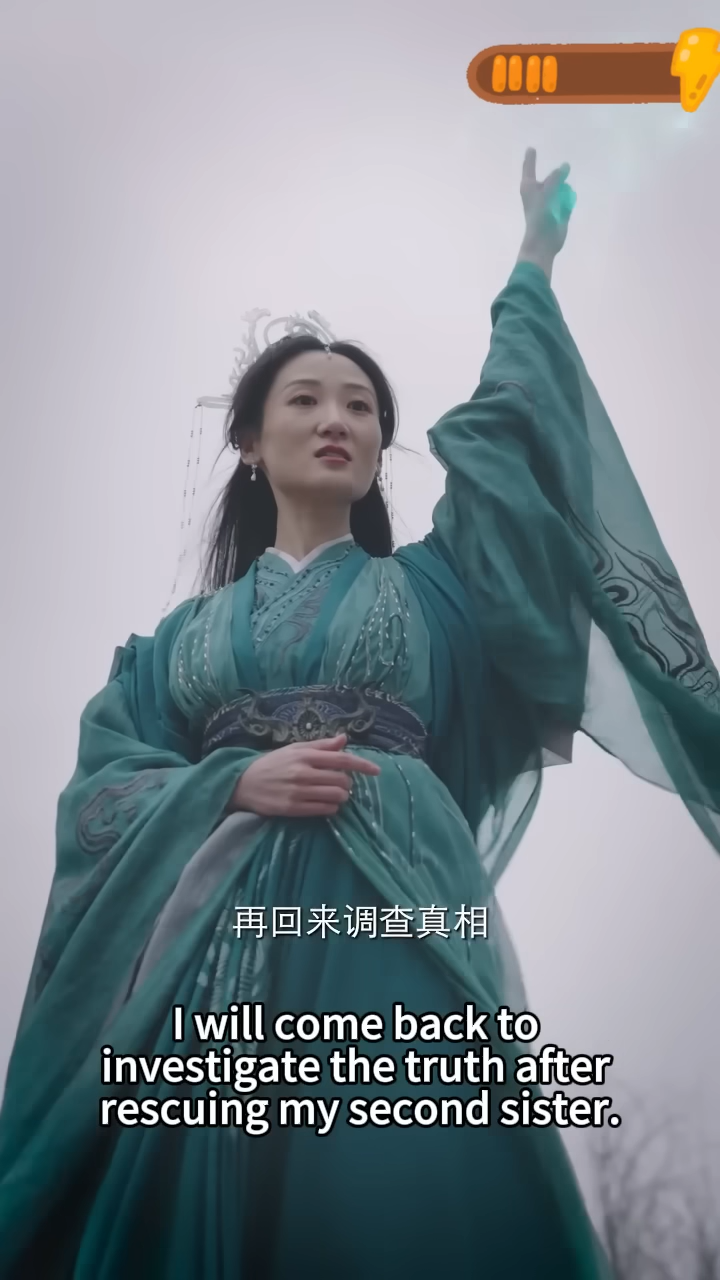 再回来调查真相
I will come back to
investigate the truth after
rescuing my second sister.